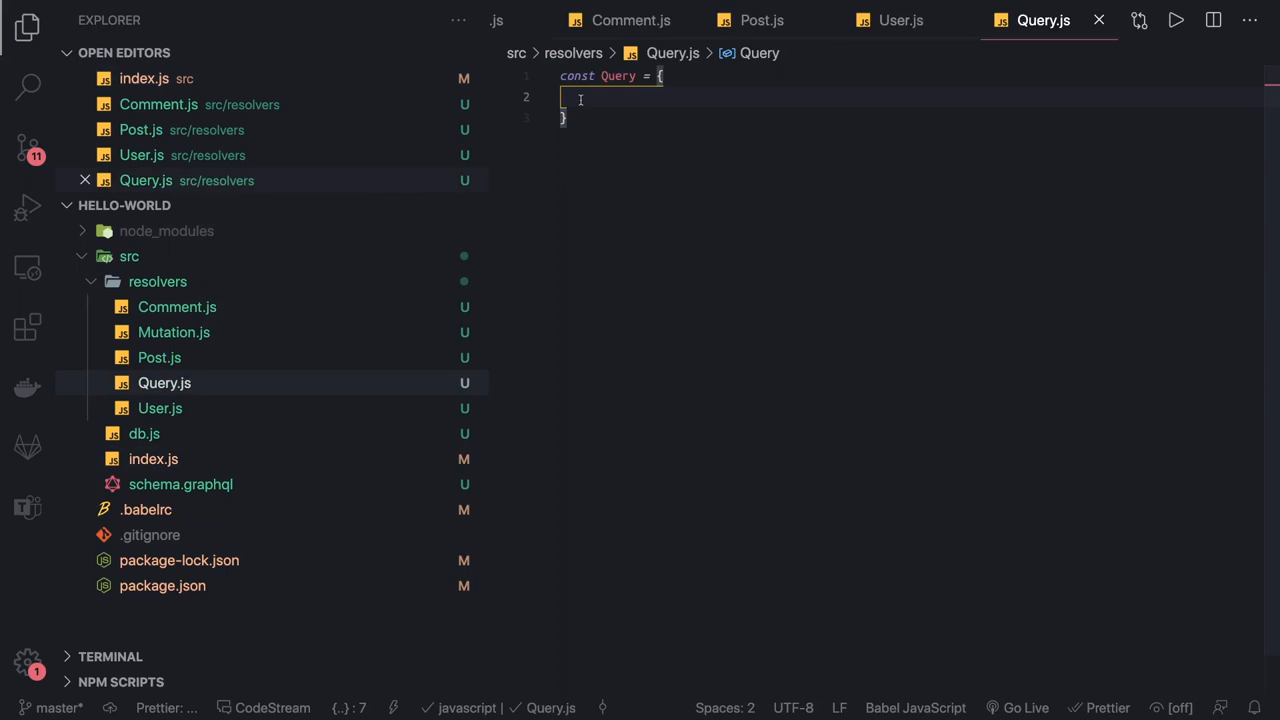 EXPLORER
···
.js
Comment.js
Post.js
User.js
Query.js
···
OPEN EDITORS
index.js src M
Comment.js src/resolvers U
Post.js src/resolvers U
User.js src/resolvers U
Query.js src/resolvers U
HELLO-WORLD
node_modules
src
resolvers
Comment.js U
Mutation.js U
Post.js U
Query.js U
User.js U
db.js U
index.js M
schema.graphql U
.babelrc M
.gitignore
package-lock.json M
package.json M
TERMINAL
NPM SCRIPTS
11
1
src > resolvers > JS Query.js > Query
1 const Query = {
2
3 }
master* Prettier: ... CodeStream {..} : 7 javascript | Query.js Spaces: 2 UTF-8 LF Babel JavaScript Go Live Prettier [off]